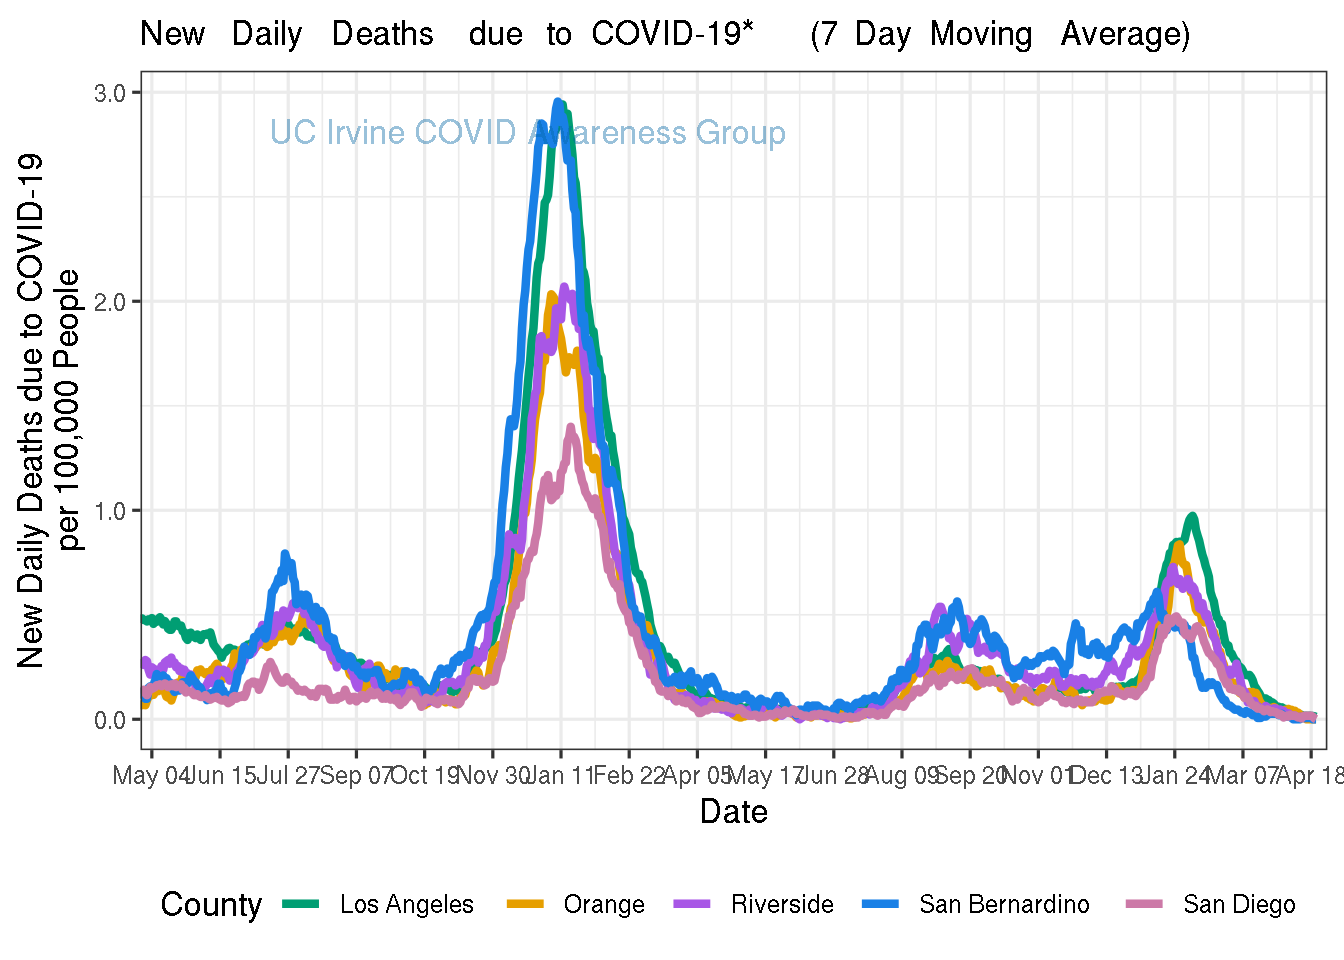 New Daily Deaths due to COVID-19* (7 Day Moving Average)
UC Irvine COVID Awareness Group
New Daily Deaths due to COVID-19
per 100,000 People
3.0
2.0
1.0
0.0
May 04 Jun 15 Jul 27 Sep 07 Oct 19 Nov 30 Jan 11 Feb 22 Apr 05 May 17 Jun 28 Aug 09 Sep 20 Nov 01 Dec 13 Jan 24 Mar 07 Apr 18
Date
County Los Angeles Orange Riverside San Bernardino San Diego